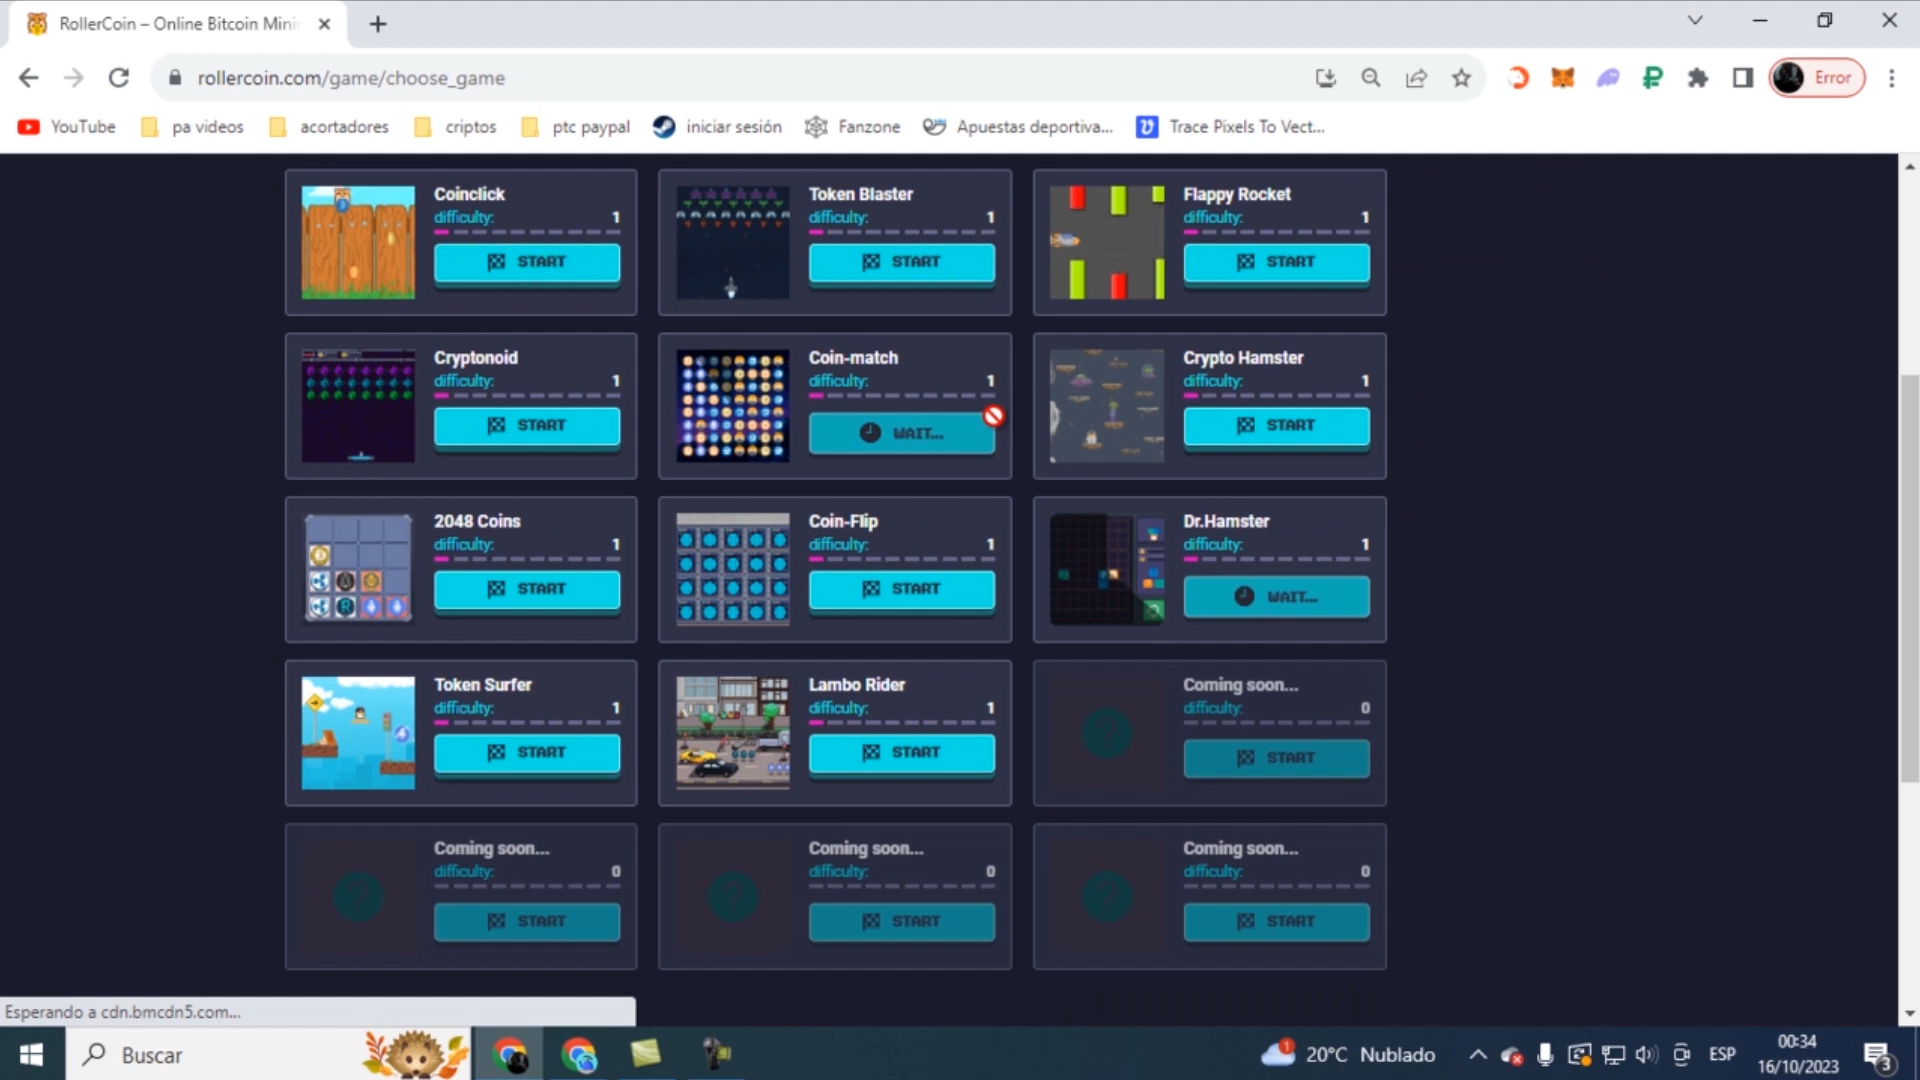 RollerCoin – Online Bitcoin Mini
rollercoin.com/game/choose_game
Error
YouTube
pa videos
acortadores
criptos
ptc paypal
iniciar sesión
Fanzone
Apuestas deportiva...
Trace Pixels To Vect...
Coinclick
difficulty: 1
START
Token Blaster
difficulty: 1
START
Flappy Rocket
difficulty: 1
START
Cryptonoid
difficulty: 1
START
Coin-match
difficulty: 1
WAIT...
Crypto Hamster
difficulty: 1
START
2048 Coins
difficulty: 1
START
Coin-Flip
difficulty: 1
START
Dr.Hamster
difficulty: 1
WAIT...
Token Surfer
difficulty: 1
START
Lambo Rider
difficulty: 1
START
Coming soon...
difficulty: 0
START
Coming soon...
difficulty: 0
START
Coming soon...
difficulty: 0
START
Coming soon...
difficulty: 0
START
Esperando a cdn.bmcdn5.com...
Buscar
1
20°C Nublado
ESP
00:34
16/10/2023
3